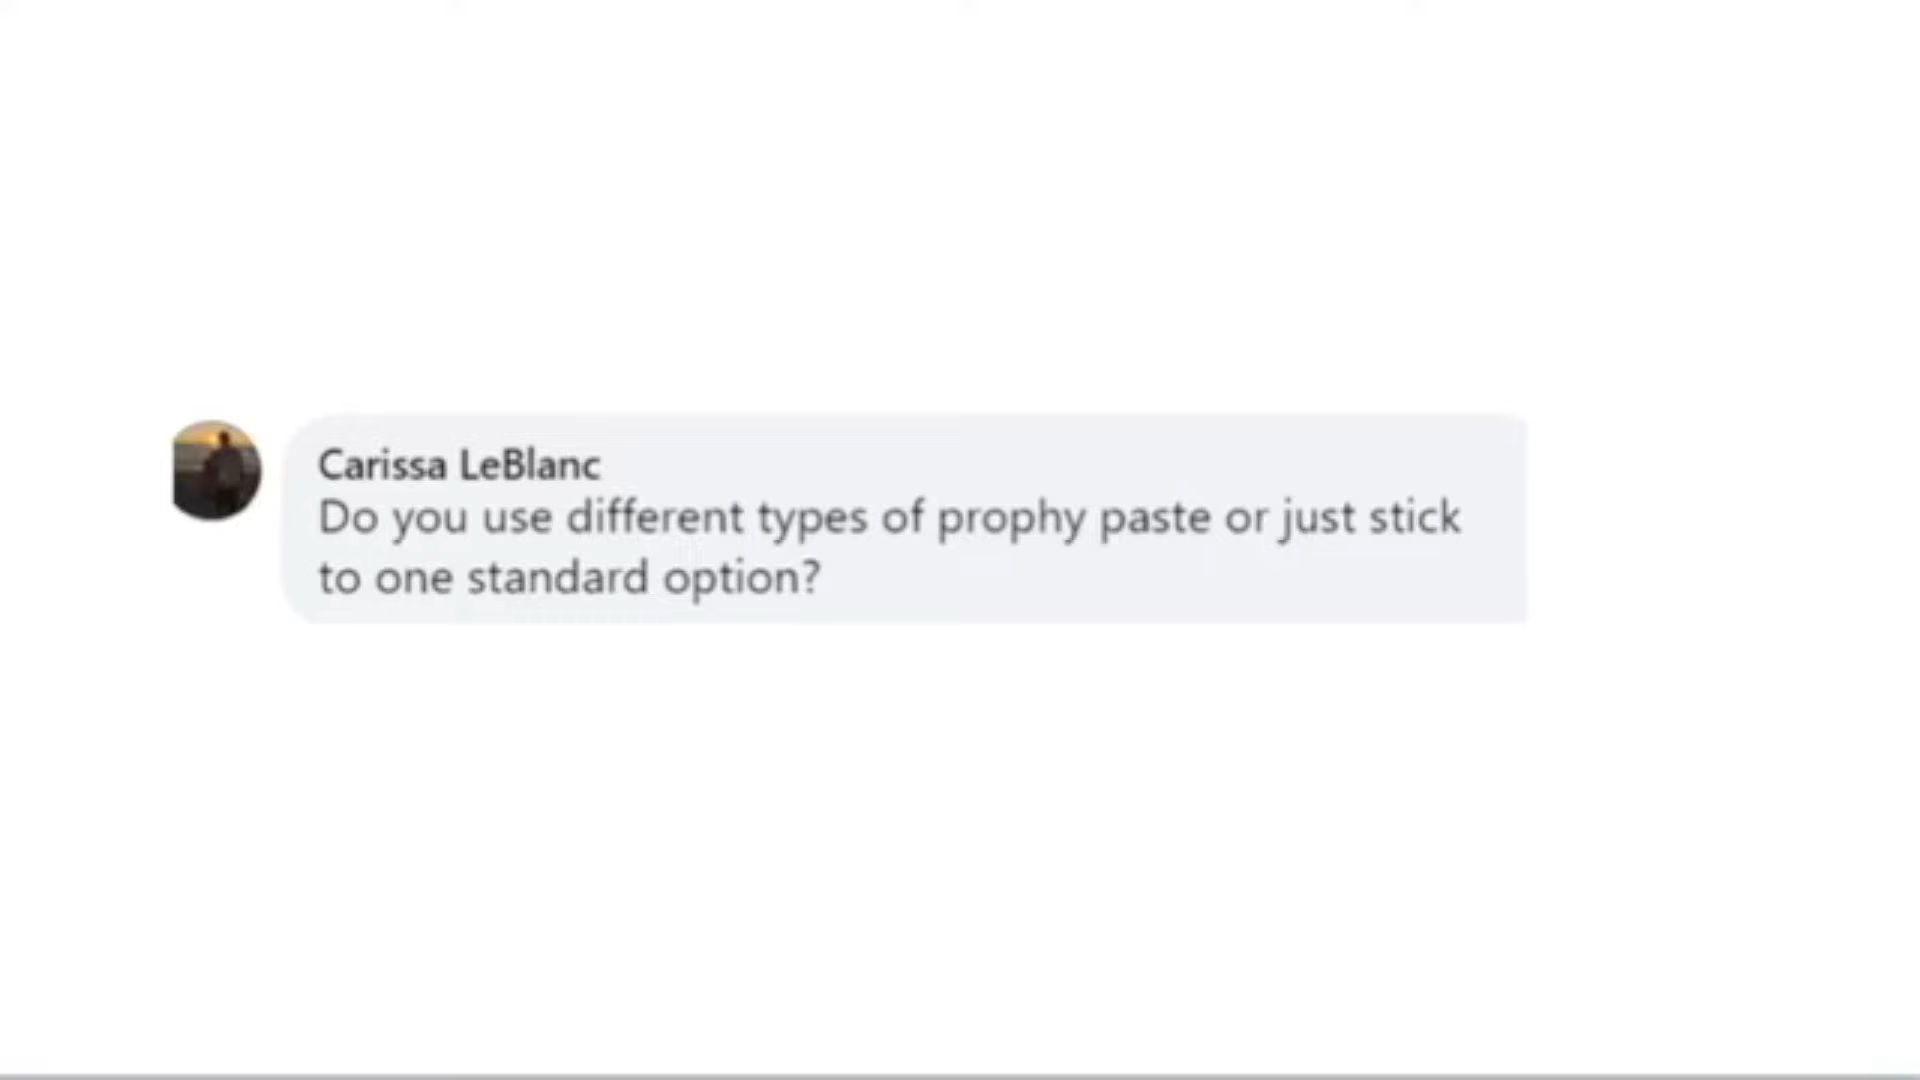 Carissa LeBlanc
Do you use different types of prophy paste or just stick
to one standard option?